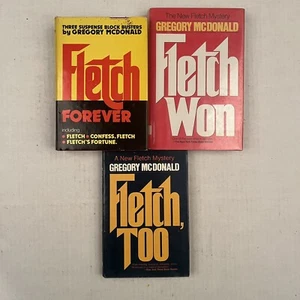 THREE SUSPENSE BLOCK BUSTERS
by GREGORY MCDONALD
Fletch
FOREVER
including
★ FLETCH ★ CONFESS, FLETCH
★ FLETCH'S FORTUNE.
The New Fletch Mystery
GREGORY MCDONALD
Fletch
Won
A New Fletch Mystery
GREGORY MCDONALD
Fletch,
TOO